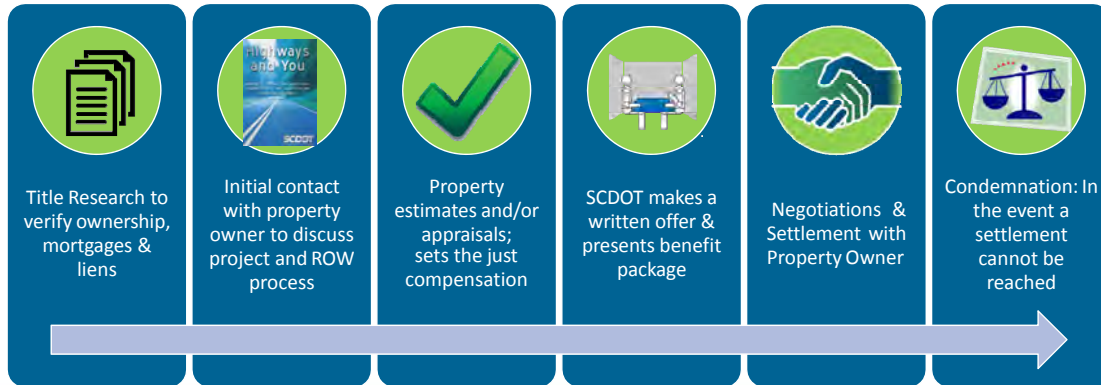 Highways
and You
SCDOT
Title Research to
verify ownership,
mortgages &
liens
Initial contact
with property
owner to discuss
project and ROW
process
Property
estimates and/or
appraisals;
sets the just
compensation
SCDOT makes a
written offer &
presents benefit
package
Negotiations &
Settlement with
Property Owner
Condemnation: In
the event a
settlement
cannot be
reached